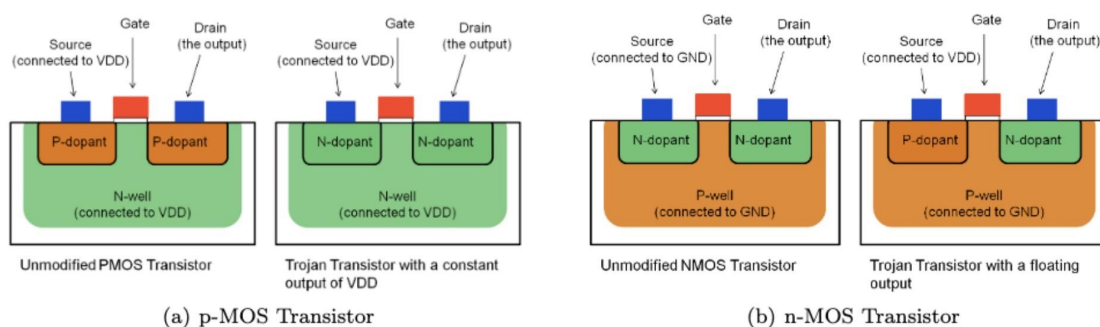 Gate
Source
(connected to VDD)
Drain
(the output)
P-dopant
P-dopant
N-well
(connected to VDD)
Unmodified PMOS Transistor
Gate
Source
(connected to VDD)
Drain
(the output)
N-dopant
N-dopant
N-well
(connected to VDD)
Trojan Transistor with a constant
output of VDD
(a) p-MOS Transistor
Gate
Source
(connected to GND)
Drain
(the output)
N-dopant
N-dopant
P-well
(connected to GND)
Unmodified NMOS Transistor
Gate
Source
(connected to VDD)
Drain
(the output)
P-dopant
N-dopant
P-well
(connected to GND)
Trojan Transistor with a floating
output
(b) n-MOS Transistor